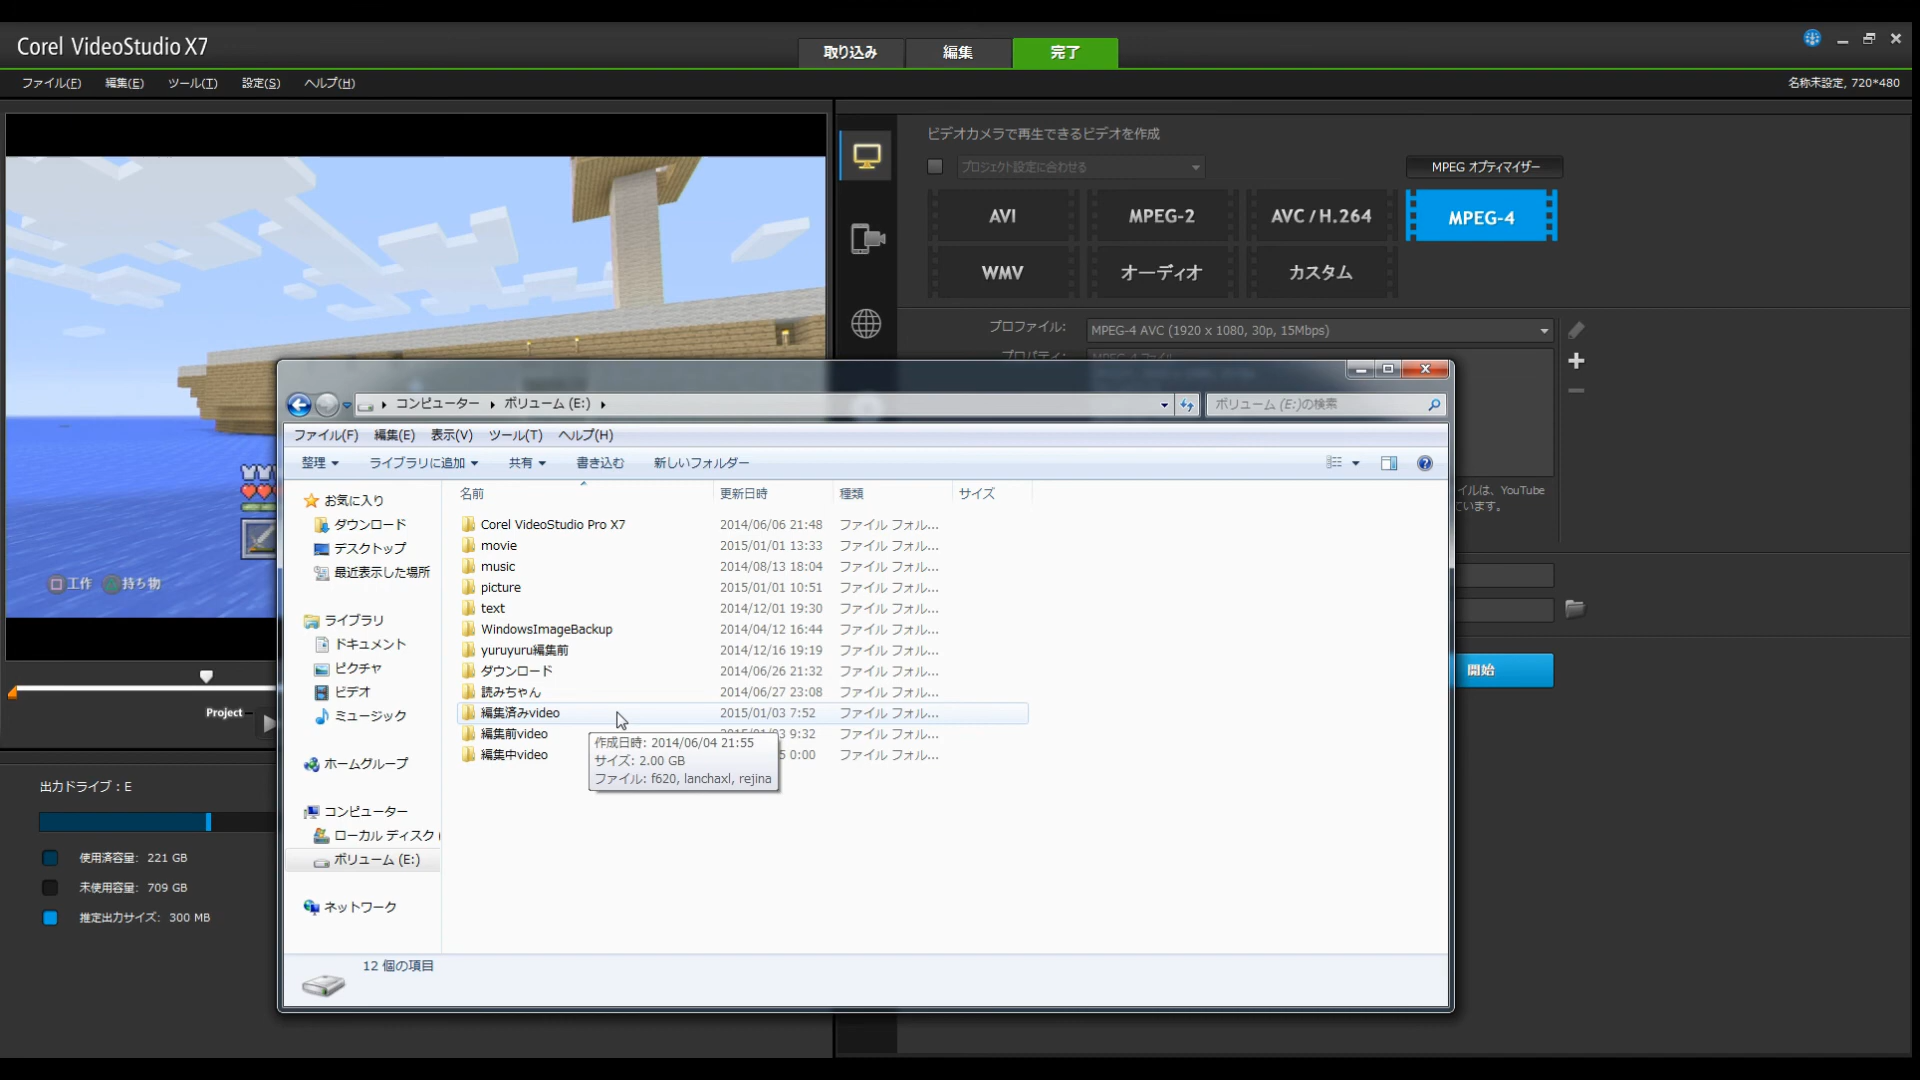 Corel VideoStudio X7
取り込み
編集
完了
ファイル(F)
編集(E)
ツール(T)
設定(S)
ヘルプ(H)
名称未設定, 720*480
ビデオカメラで再生できるビデオを作成
プロジェクト設定に合わせる
MPEG オプティマイザー
AVI
MPEG-2
AVC / H.264
MPEG-4
WMV
オーディオ
カスタム
プロファイル:
MPEG-4 AVC (1920 x 1080, 30p, 15Mbps)
プロパティ:
イルは、YouTube
ています。
開始
工作
持ち物
Project
出力ドライブ：E
使用済容量: 221 GB
未使用容量: 709 GB
推定出力サイズ: 300 MB
コンピューター
ボリューム (E:)
ボリューム (E:)の検索
ファイル(F)
編集(E)
表示(V)
ツール(T)
ヘルプ(H)
整理
ライブラリに追加
共有
書き込む
新しいフォルダー
お気に入り
ダウンロード
デスクトップ
最近表示した場所
ライブラリ
ドキュメント
ピクチャ
ビデオ
ミュージック
ホームグループ
コンピューター
ローカル ディスク (
ボリューム (E:)
ネットワーク
名前 更新日時 種類 サイズ
Corel VideoStudio Pro X7 2014/06/06 21:48 ファイル フォル...
movie 2015/01/01 13:33 ファイル フォル...
music 2014/08/13 18:04 ファイル フォル...
picture 2015/01/01 10:51 ファイル フォル...
text 2014/12/01 19:30 ファイル フォル...
WindowsImageBackup 2014/04/12 16:44 ファイル フォル...
yuruyuru編集前 2014/12/16 19:19 ファイル フォル...
ダウンロード 2014/06/26 21:32 ファイル フォル...
読みちゃん 2014/06/27 23:08 ファイル フォル...
編集済みvideo 2015/01/03 7:52 ファイル フォル...
編集前video 9:32 ファイル フォル...
編集中video 0:00 ファイル フォル...
作成日時: 2014/06/04 21:55
サイズ: 2.00 GB
ファイル: f620, lanchaxl, rejina
12 個の項目